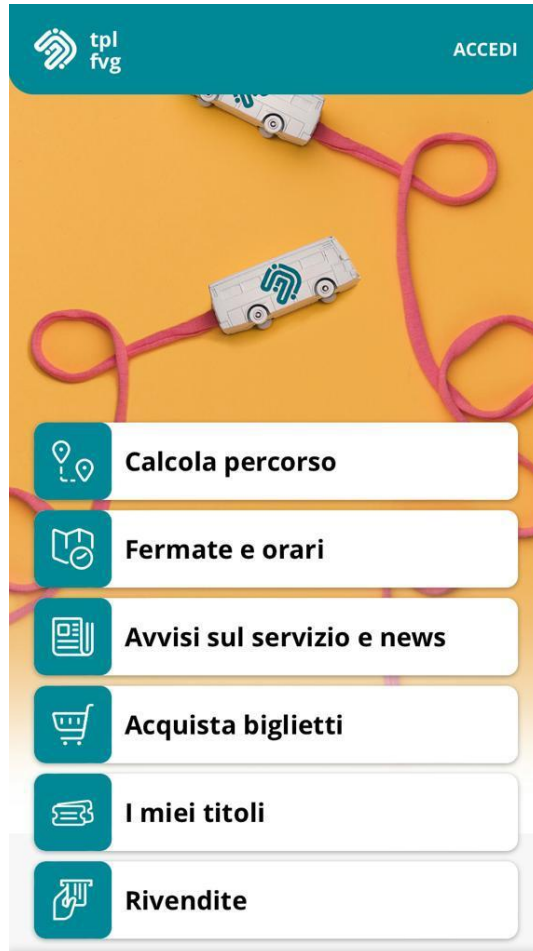 tpl
fvg
ACCEDI
Calcola percorso
Fermate e orari
Avvisi sul servizio e news
Acquista biglietti
I miei titoli
Rivendite